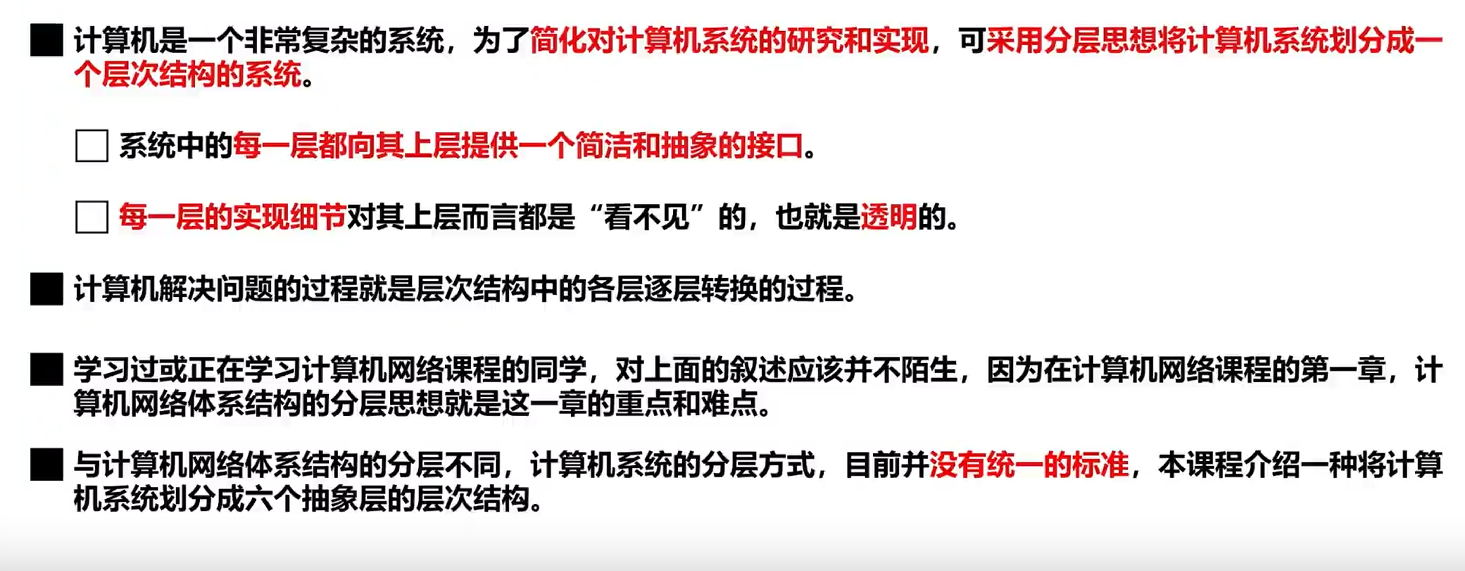 计算机是一个非常复杂的系统，为了简化对计算机系统的研究和实现，可采用分层思想将计算机系统划分成一
个层次结构的系统。
系统中的每一层都向其上层提供一个简洁和抽象的接口。
每一层的实现细节对其上层而言都是“看不见”的，也就是透明的。
计算机解决问题的过程就是层次结构中的各层逐层转换的过程。
学习过或正在学习计算机网络课程的同学，对上面的叙述应该并不陌生，因为在计算机网络课程的第一章，计
算机网络体系结构的分层思想就是这一章的重点和难点。
与计算机网络体系结构的分层不同，计算机系统的分层方式，目前并没有统一的标准，本课程介绍一种将计算
机系统划分成六个抽象层的层次结构。